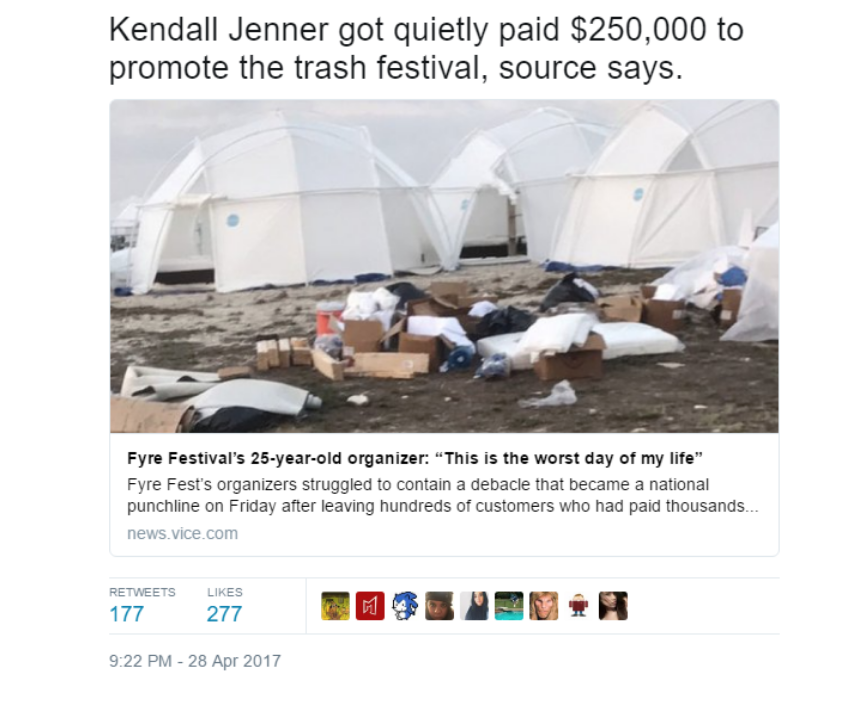 Kendall Jenner got quietly paid $250,000 to
promote the trash festival, source says.
Fyre Festival's 25-year-old organizer: “This is the worst day of my life”
Fyre Fest's organizers struggled to contain a debacle that became a national
punchline on Friday after leaving hundreds of customers who had paid thousands...
news.vice.com
RETWEETS LIKES
177 277
9:22 PM - 28 Apr 2017